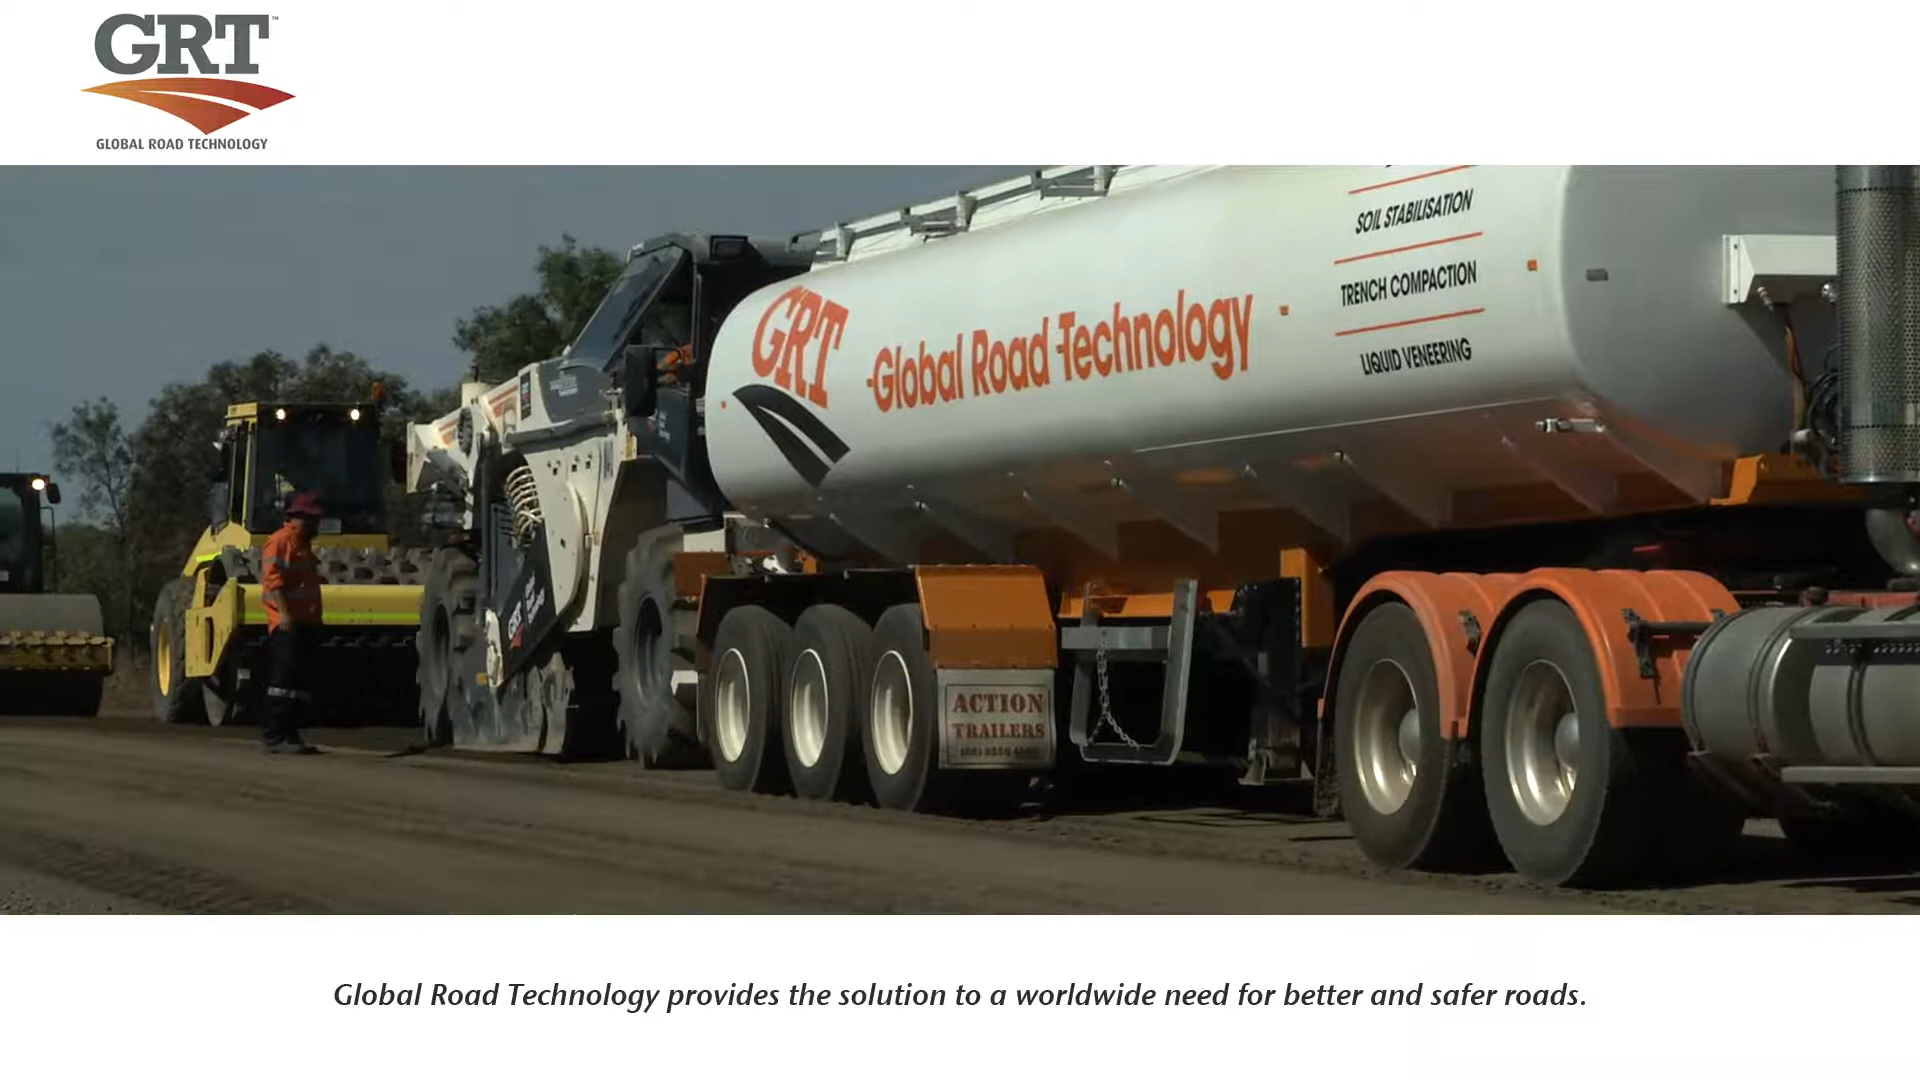 GRT™
GLOBAL ROAD TECHNOLOGY
SOIL STABILISATION
TRENCH COMPACTION
LIQUID VENEERING
GRT
Global Road Technology
GRT
ACTION
TRAILERS
Global Road Technology provides the solution to a worldwide need for better and safer roads.